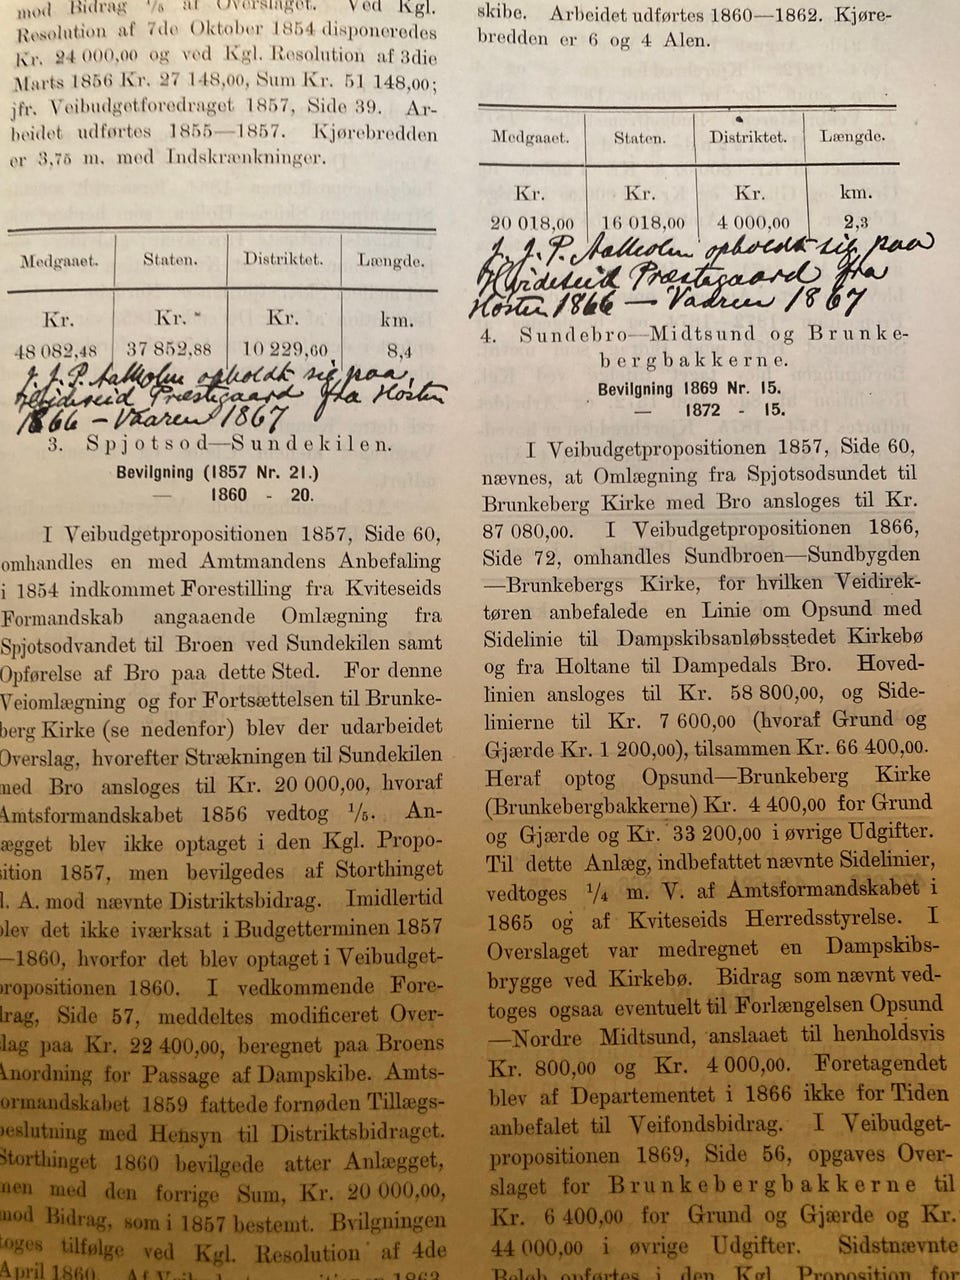 mod Bidrag 1/5 af Overslaget. Ved Kgl.
Resolution af 7de Oktober 1854 disponeredes
Kr. 24 000,00 og ved Kgl. Resolution af 3die
Marts 1856 Kr. 27 148,00, Sum Kr. 51 148,00;
jfr. Veibudgetforedraget 1857, Side 39. Ar-
beidet udførtes 1855—1857. Kjørebredden
er 3,75 m. med Indskrænkninger.
Medgaaet. Staten. Distriktet. Længde.
Kr. Kr. Kr. km.
48 082,48 37 852,88 10 229,60 8,4
J. J. P. Aalholm opholdt sig paa
Hvideseid Præstegaard fra Høsten
1866 — Vaaren 1867
3. Spjotsod—Sundekilen.
Bevilgning (1857 Nr. 21.)
— 1860 - 20.
I Veibudgetpropositionen 1857, Side 60,
omhandles en med Amtmandens Anbefaling
i 1854 indkommet Forestilling fra Kviteseids
Formandskab angaaende Omlægning fra
Spjotsodvandet til Broen ved Sundekilen samt
Opførelse af Bro paa dette Sted. For denne
Veiomlægning og for Fortsættelsen til Brunke-
berg Kirke (se nedenfor) blev der udarbeidet
Overslag, hvorefter Strækningen til Sundekilen
med Bro ansloges til Kr. 20 000,00, hvoraf
Amtsformandskabet 1856 vedtog 1/5. An-
lægget blev ikke optaget i den Kgl. Propo-
sition 1857, men bevilgedes af Storthinget
l. A. mod nævnte Distriktsbidrag. Imidlertid
blev det ikke iværksat i Budgetterminen 1857
—1860, hvorfor det blev optaget i Veibudget-
propositionen 1860. I vedkommende Fore-
drag, Side 57, meddeltes modificeret Over-
slag paa Kr. 22 400,00, beregnet paa Broens
Anordning for Passage af Dampskibe. Amts-
formandskabet 1859 fattede fornøden Tillægs-
beslutning med Hensyn til Distriktsbidraget.
Storthinget 1860 bevilgede atter Anlægget,
men med den forrige Sum, Kr. 20 000,00,
mod Bidrag, som i 1857 bestemt. Bvilgningen
toges tilfølge ved Kgl. Resolution af 4de
April 1860.
skibe. Arbeidet udførtes 1860—1862. Kjøre-
bredden er 6 og 4 Alen.
Medgaaet. Staten. Distriktet. Længde.
Kr. Kr. Kr. km.
20 018,00 16 018,00 4 000,00 2,3
J. J. P. Aalholm opholdt sig paa
Hvideseid Præstegaard fra
Høsten 1866 — Vaaren 1867
4. Sundebro—Midtsund og Brunke-
bergbakkerne.
Bevilgning 1869 Nr. 15.
— 1872 - 15.
I Veibudgetpropositionen 1857, Side 60,
nævnes, at Omlægning fra Spjotsodsundet til
Brunkeberg Kirke med Bro ansloges til Kr.
87 080,00. I Veibudgetpropositionen 1866,
Side 72, omhandles Sundbroen—Sundbygden
—Brunkebergs Kirke, for hvilken Veidirek-
tøren anbefalede en Linie om Opsund med
Sidelinie til Dampskibsanløbsstedet Kirkebø
og fra Holtane til Dampedals Bro. Hoved-
linien ansloges til Kr. 58 800,00, og Side-
linierne til Kr. 7 600,00 (hvoraf Grund og
Gjærde Kr. 1 200,00), tilsammen Kr. 66 400,00.
Heraf optog Opsund—Brunkeberg Kirke
(Brunkebergbakkerne) Kr. 4 400,00 for Grund
og Gjærde og Kr. 33 200,00 i øvrige Udgifter.
Til dette Anlæg, indbefattet nævnte Sidelinier,
vedtoges 1/4 m. V. af Amtsformandskabet i
1865 og af Kviteseids Herredsstyrelse. I
Overslaget var medregnet en Dampskibs-
brygge ved Kirkebø. Bidrag som nævnt ved-
toges ogsaa eventuelt til Forlængelsen Opsund
—Nordre Midtsund, anslaaet til henholdsvis
Kr. 800,00 og Kr. 4 000,00. Foretagendet
blev af Departementet i 1866 ikke for Tiden
anbefalet til Veifondsbidrag. I Veibudget-
propositionen 1869, Side 56, opgaves Over-
slaget for Brunkebergbakkerne til
Kr. 6 400,00 for Grund og Gjærde og Kr.
44 000,00 i øvrige Udgifter. Sidstnævnte
Beløb opførtes i den Kgl. Proposition for